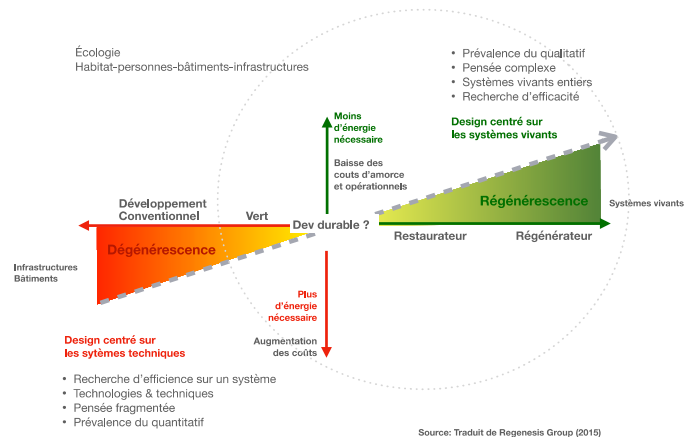 Écologie
Habitat-personnes-bâtiments-infrastructures
• Prévalence du qualitatif
• Pensée complexe
• Systèmes vivants entiers
• Recherche d'efficacité
Moins
d'énergie
nécessaire
Baisse des
couts d'amorce
et opérationnels
Design centré sur
les systèmes vivants
Développement
Conventionnel
Vert
Dev durable ?
Régénérescence
Systèmes vivants
Restaurateur
Régénérateur
Dégénérescence
Infrastructures
Bâtiments
Plus
d'énergie
nécessaire
Augmentation
des coûts
Design centré sur
les sytèmes techniques
• Recherche d'efficience sur un système
• Technologies & techniques
• Pensée fragmentée
• Prévalence du quantitatif
Source: Traduit de Regenesis Group (2015)